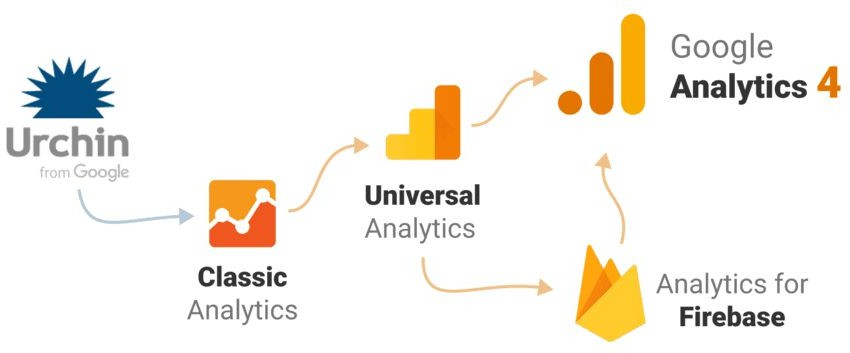 Urchin
from Google
Classic
Analytics
Universal
Analytics
Google
Analytics 4
Analytics for
Firebase